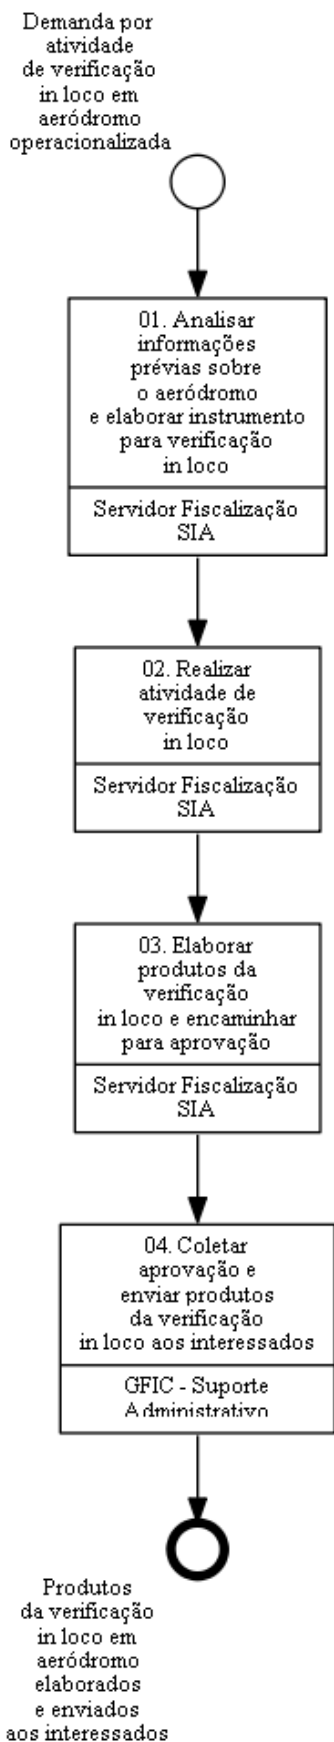 Demanda por
atividade
de verificação
in loco em
aeródromo
operacionalizada
01. Analisar
informações
prévias sobre
o aeródromo
e elaborar instrumento
para verificação
in loco
Servidor Fiscalização
SIA
02. Realizar
atividade de
verificação
in loco
Servidor Fiscalização
SIA
03. Elaborar
produtos da
verificação
in loco e encaminhar
para aprovação
Servidor Fiscalização
SIA
04. Coletar
aprovação e
enviar produtos
da verificação
in loco aos interessados
GFIC - Suporte
Administrativo
Produtos
da verificação
in loco em
aeródromo
elaborados
e enviados
aos interessados